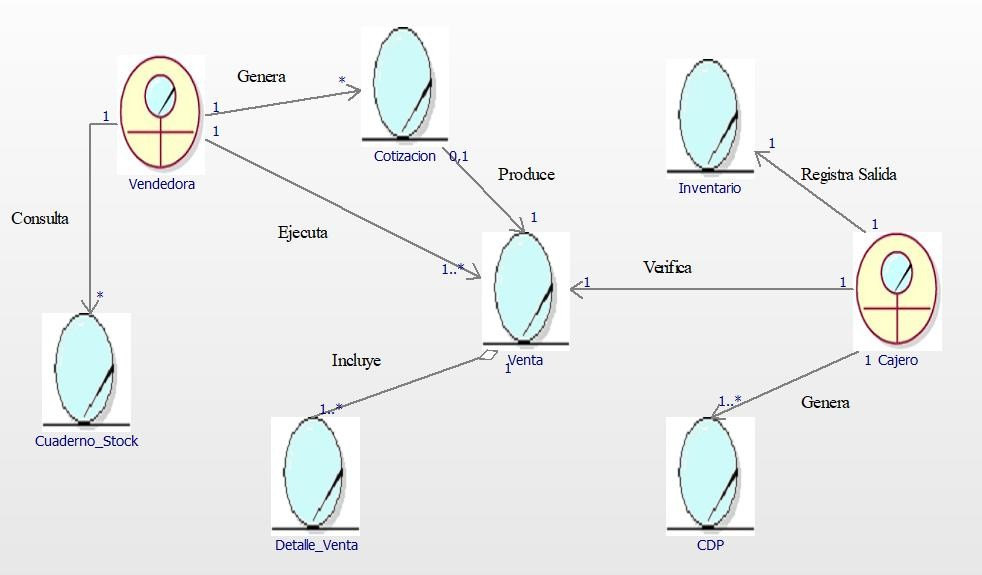 Genera
*
1
1
1
Vendedora
Cotizacion
0,1
Produce
1
Inventario
1
Registra Salida
1
Consulta
*
Ejecuta
1..*
Verifica
1
1
Incluye
Venta
1
1..*
1 Cajero
1..*
Genera
Cuaderno_Stock
Detalle_Venta
CDP